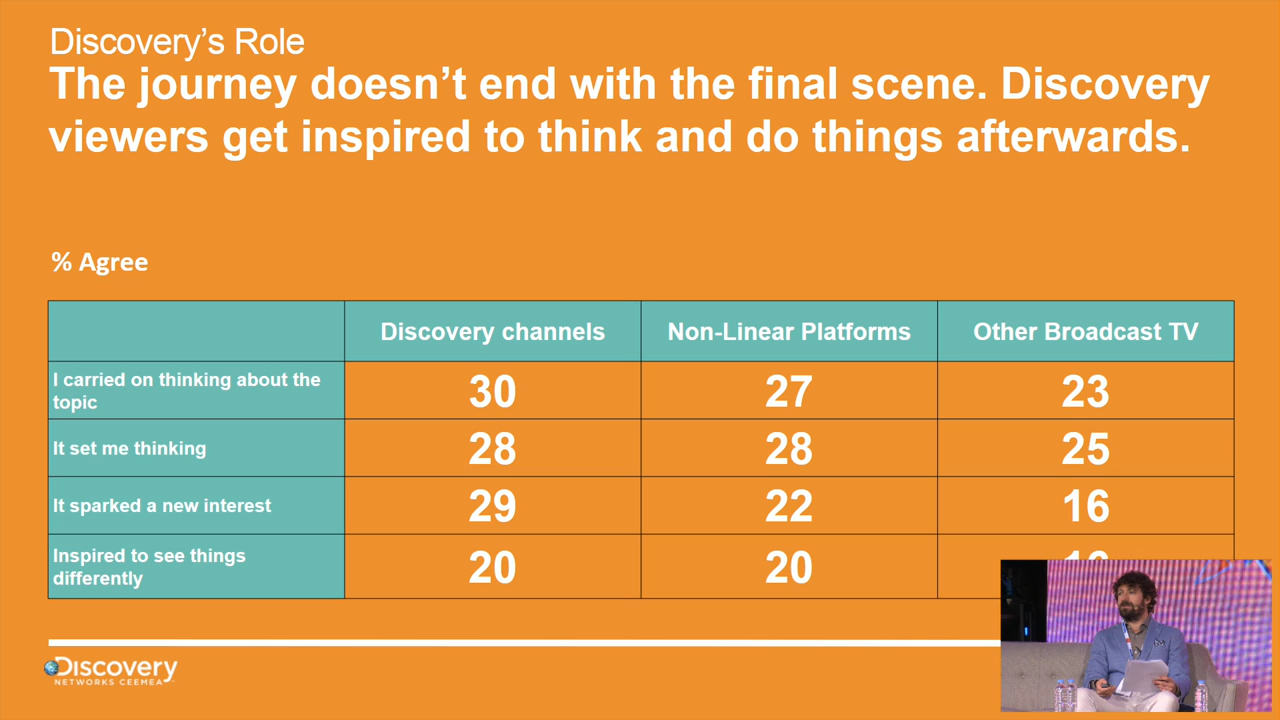 Discovery’s Role
The journey doesn’t end with the final scene. Discovery
viewers get inspired to think and do things afterwards.
% Agree
Discovery channels Non-Linear Platforms Other Broadcast TV
I carried on thinking about the
topic
30 27 23
It set me thinking 28 28 25
It sparked a new interest 29 22 16
Inspired to see things
differently
20 20
Discovery
NETWORKS CEEMEA